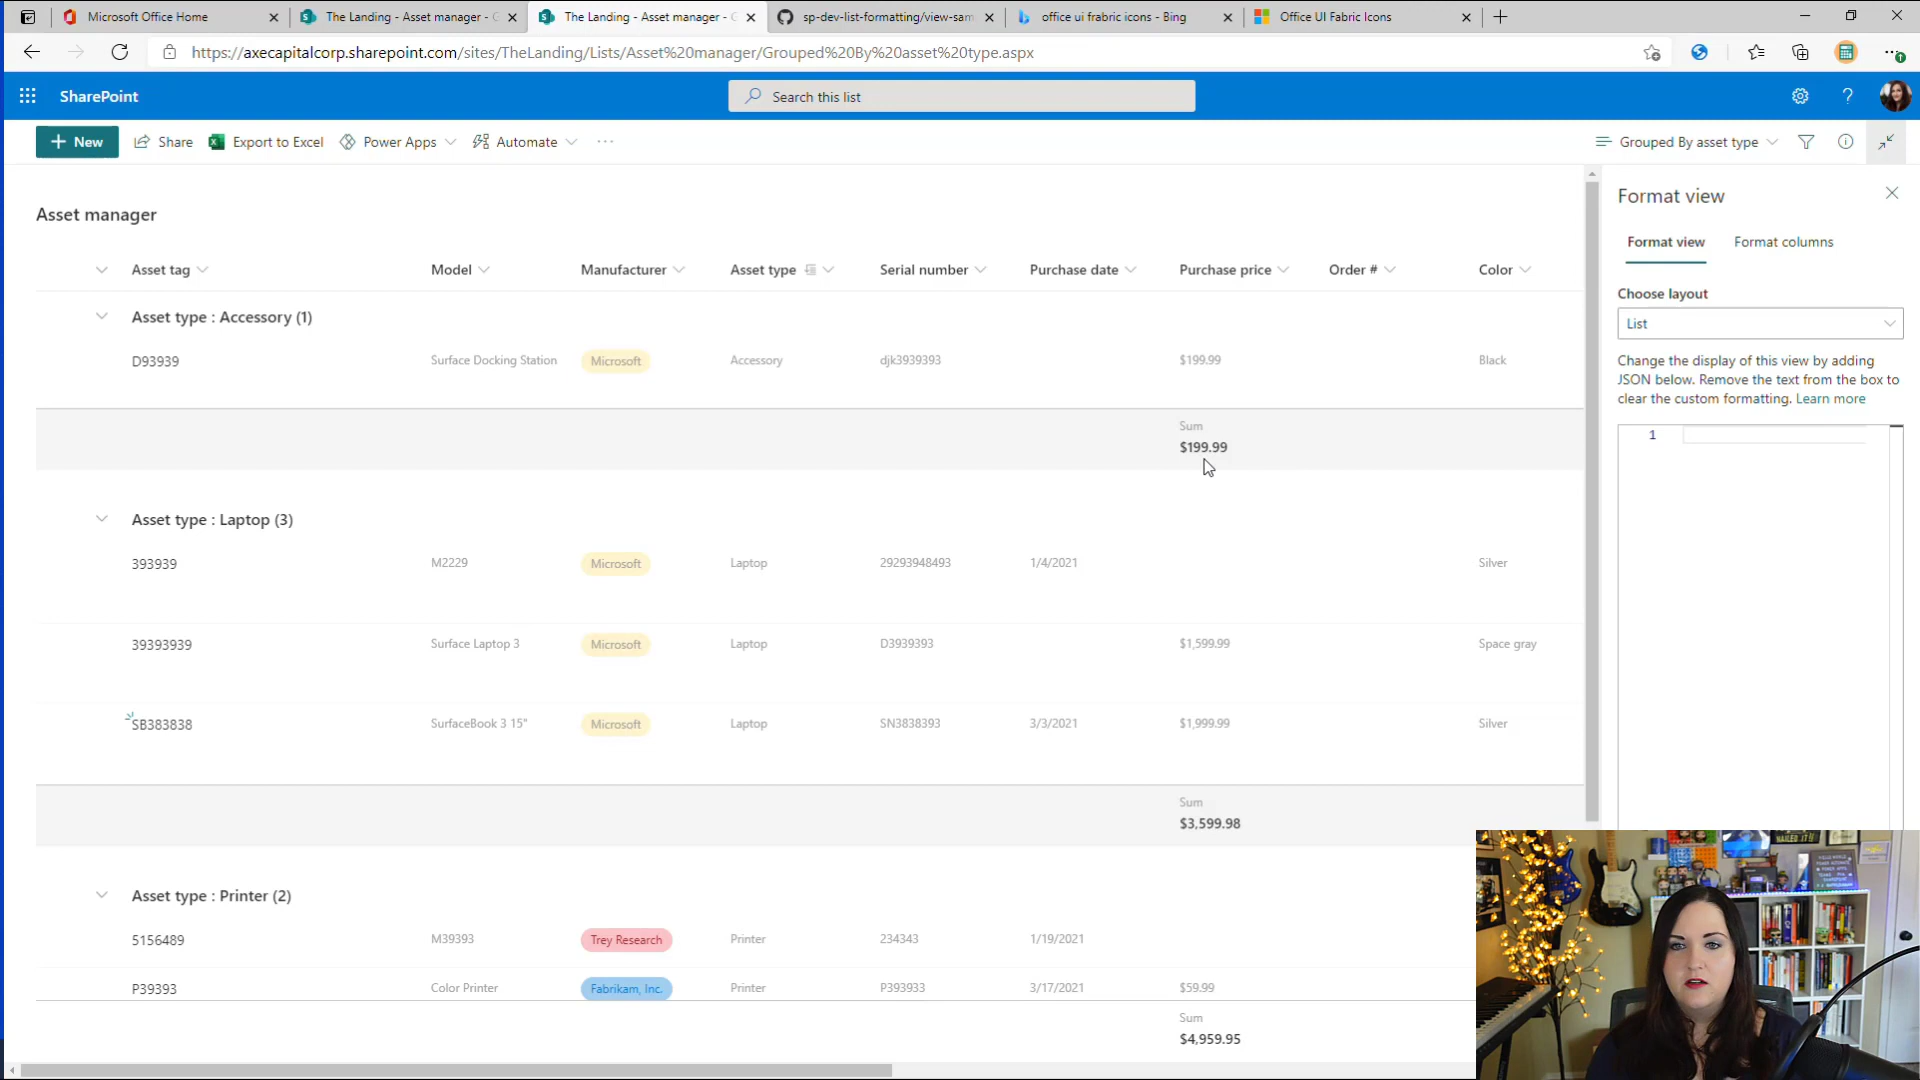 Microsoft Office Home
The Landing - Asset manager - G
The Landing - Asset manager - G
sp-dev-list-formatting/view-sam
office ui frabric icons - Bing
Office UI Fabric Icons
https://axecapitalcorp.sharepoint.com/sites/TheLanding/Lists/Asset%20manager/Grouped%20By%20asset%20type.aspx
SharePoint
Search this list
New
Share
Export to Excel
Power Apps
Automate
Grouped By asset type
Asset manager
Asset tag
Model
Manufacturer
Asset type
Serial number
Purchase date
Purchase price
Order #
Color
Asset type : Accessory (1)
D93939
Surface Docking Station
Microsoft
Accessory
djk3939393
$199.99
Black
Sum
$199.99
Asset type : Laptop (3)
393939
M2229
Microsoft
Laptop
29293948493
1/4/2021
Silver
39393939
Surface Laptop 3
Microsoft
Laptop
D3939393
$1,599.99
Space gray
SB383838
SurfaceBook 3 15"
Microsoft
Laptop
SN3838393
3/3/2021
$1,999.99
Silver
Sum
$3,599.98
Asset type : Printer (2)
5156489
M39393
Trey Research
Printer
234343
1/19/2021
P39393
Color Printer
Fabrikam, Inc.
Printer
P393933
3/17/2021
$59.99
Sum
$4,959.95
Format view
Format view
Format columns
Choose layout
List
Change the display of this view by adding
JSON below. Remove the text from the box to
clear the custom formatting. Learn more
1